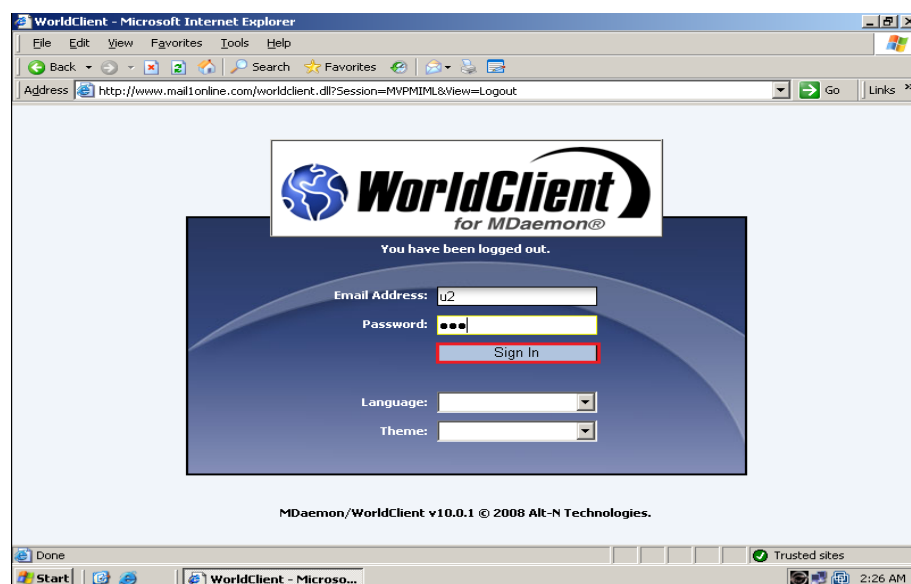 WorldClient - Microsoft Internet Explorer
File Edit View Favorites Tools Help
Back Search Favorites
Address http://www.mail1online.com/worldclient.dll?Session=MVPMIML&View=Logout Go Links »
WorldClient
for MDaemon®
You have been logged out.
Email Address: u2
Password: ●●●
Sign In
Language:
Theme:
MDaemon/WorldClient v10.0.1 © 2008 Alt-N Technologies.
Done Trusted sites
Start WorldClient - Microso... 2:26 AM